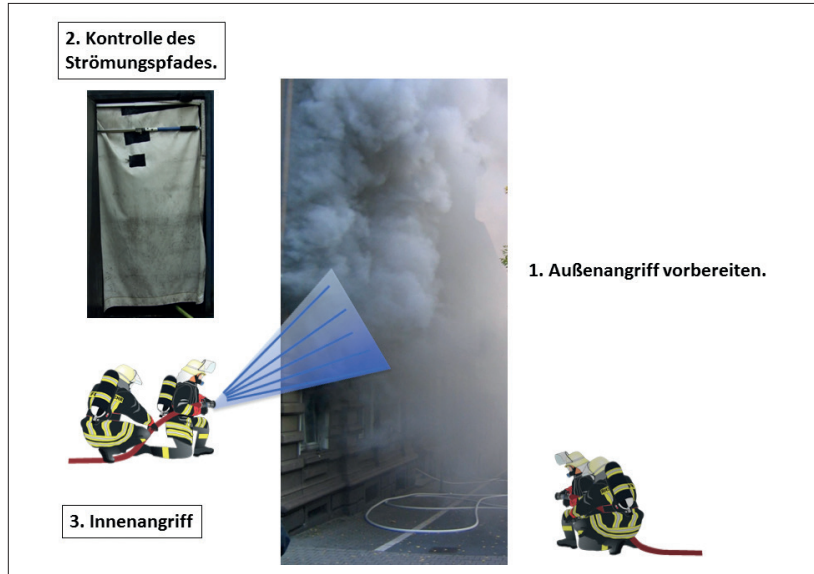 2. Kontrolle des
Strömungspfades.
1. Außenangriff vorbereiten.
3. Innenangriff